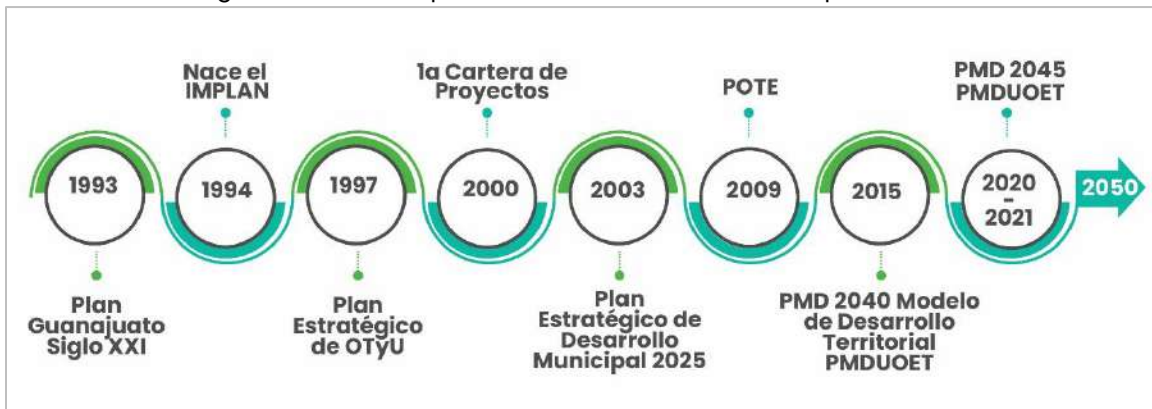 Nace el
IMPLAN
1a Cartera de
Proyectos
POTE
PMD 2045
PMDUOET
1993
1994
1997
2000
2003
2009
2015
2020
-
2021
2050
Plan
Guanajuato
Siglo XXI
Plan
Estratégico
de OTyU
Plan
Estratégico de
Desarrollo
Municipal 2025
PMD 2040 Modelo
de Desarrollo
Territorial
PMDUOET